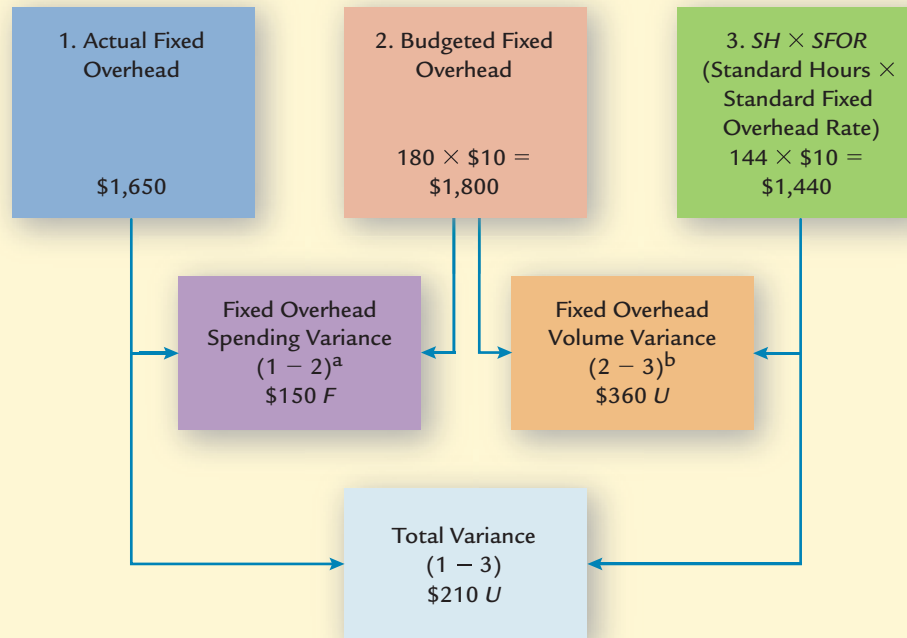 1. Actual Fixed
Overhead
$1,650
2. Budgeted Fixed
Overhead
180 × $10 =
$1,800
3. SH × SFOR
(Standard Hours ×
Standard Fixed
Overhead Rate)
144 × $10 =
$1,440
Fixed Overhead
Spending Variance
(1 − 2)ᵃ
$150 F
Fixed Overhead
Volume Variance
(2 − 3)ᵇ
$360 U
Total Variance
(1 − 3)
$210 U